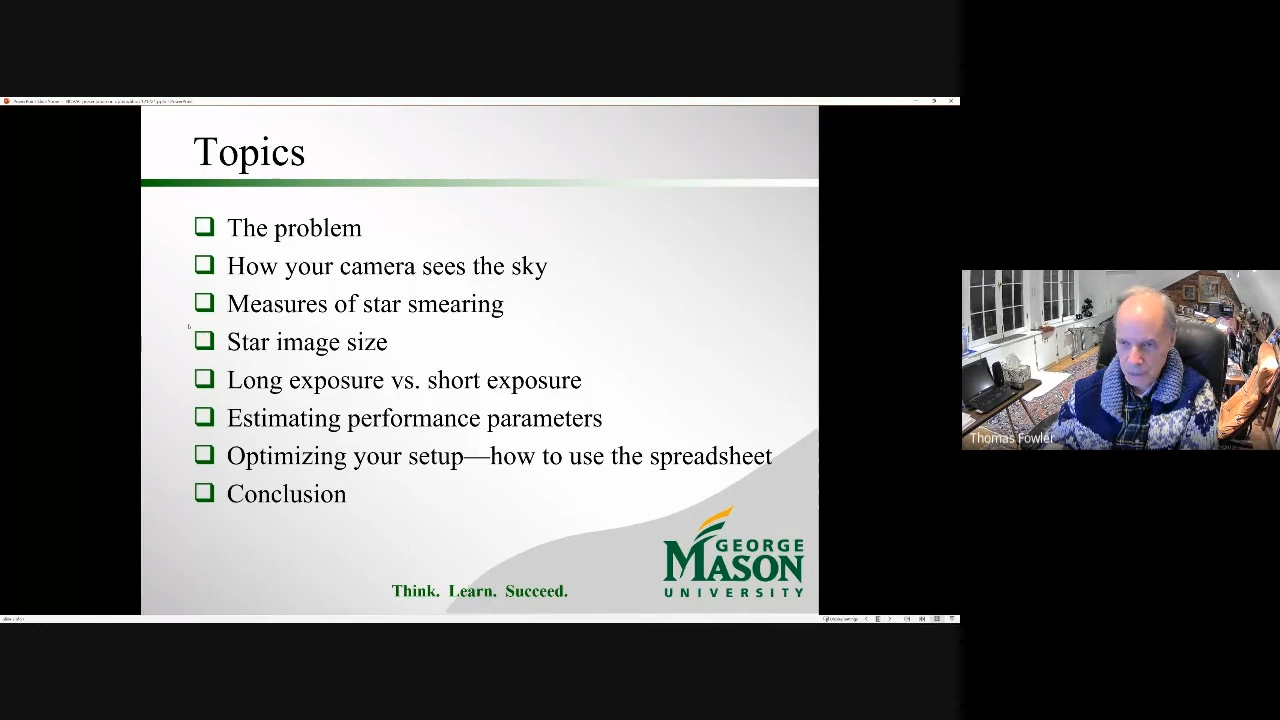 Topics
The problem
How your camera sees the sky
Measures of star smearing
Star image size
Long exposure vs. short exposure
Estimating performance parameters
Optimizing your setup—how to use the spreadsheet
Conclusion
GEORGE
MASON
UNIVERSITY
Think. Learn. Succeed.
Display Settings
Thomas Fowler